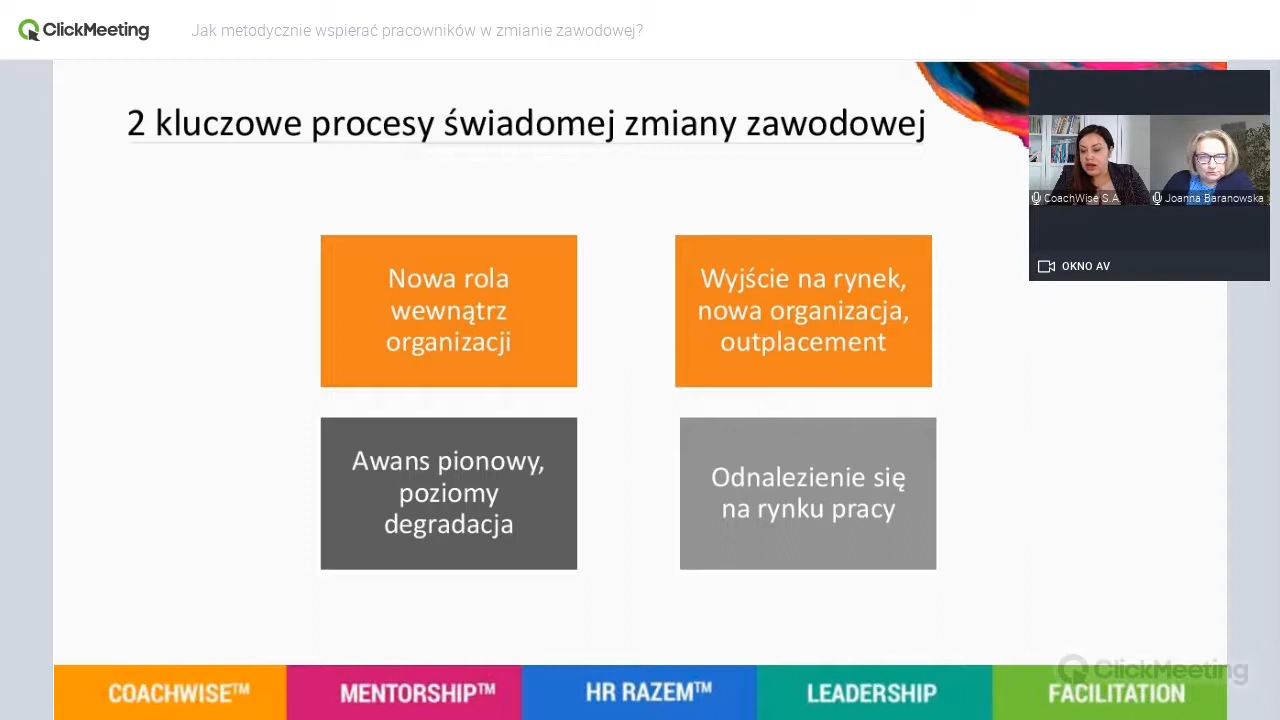 ClickMeeting
Jak metodycznie wspierać pracowników w zmianie zawodowej?
2 kluczowe procesy świadomej zmiany zawodowej
CoachWise S.A.
Joanna Baranowska
OKNO AV
Nowa rola
wewnątrz
organizacji
Wyjście na rynek,
nowa organizacja,
outplacement
Awans pionowy,
poziomy
degradacja
Odnalezienie się
na rynku pracy
ClickMeeting
COACHWISE™
MENTORSHIP™
HR RAZEM™
LEADERSHIP
FACILITATION